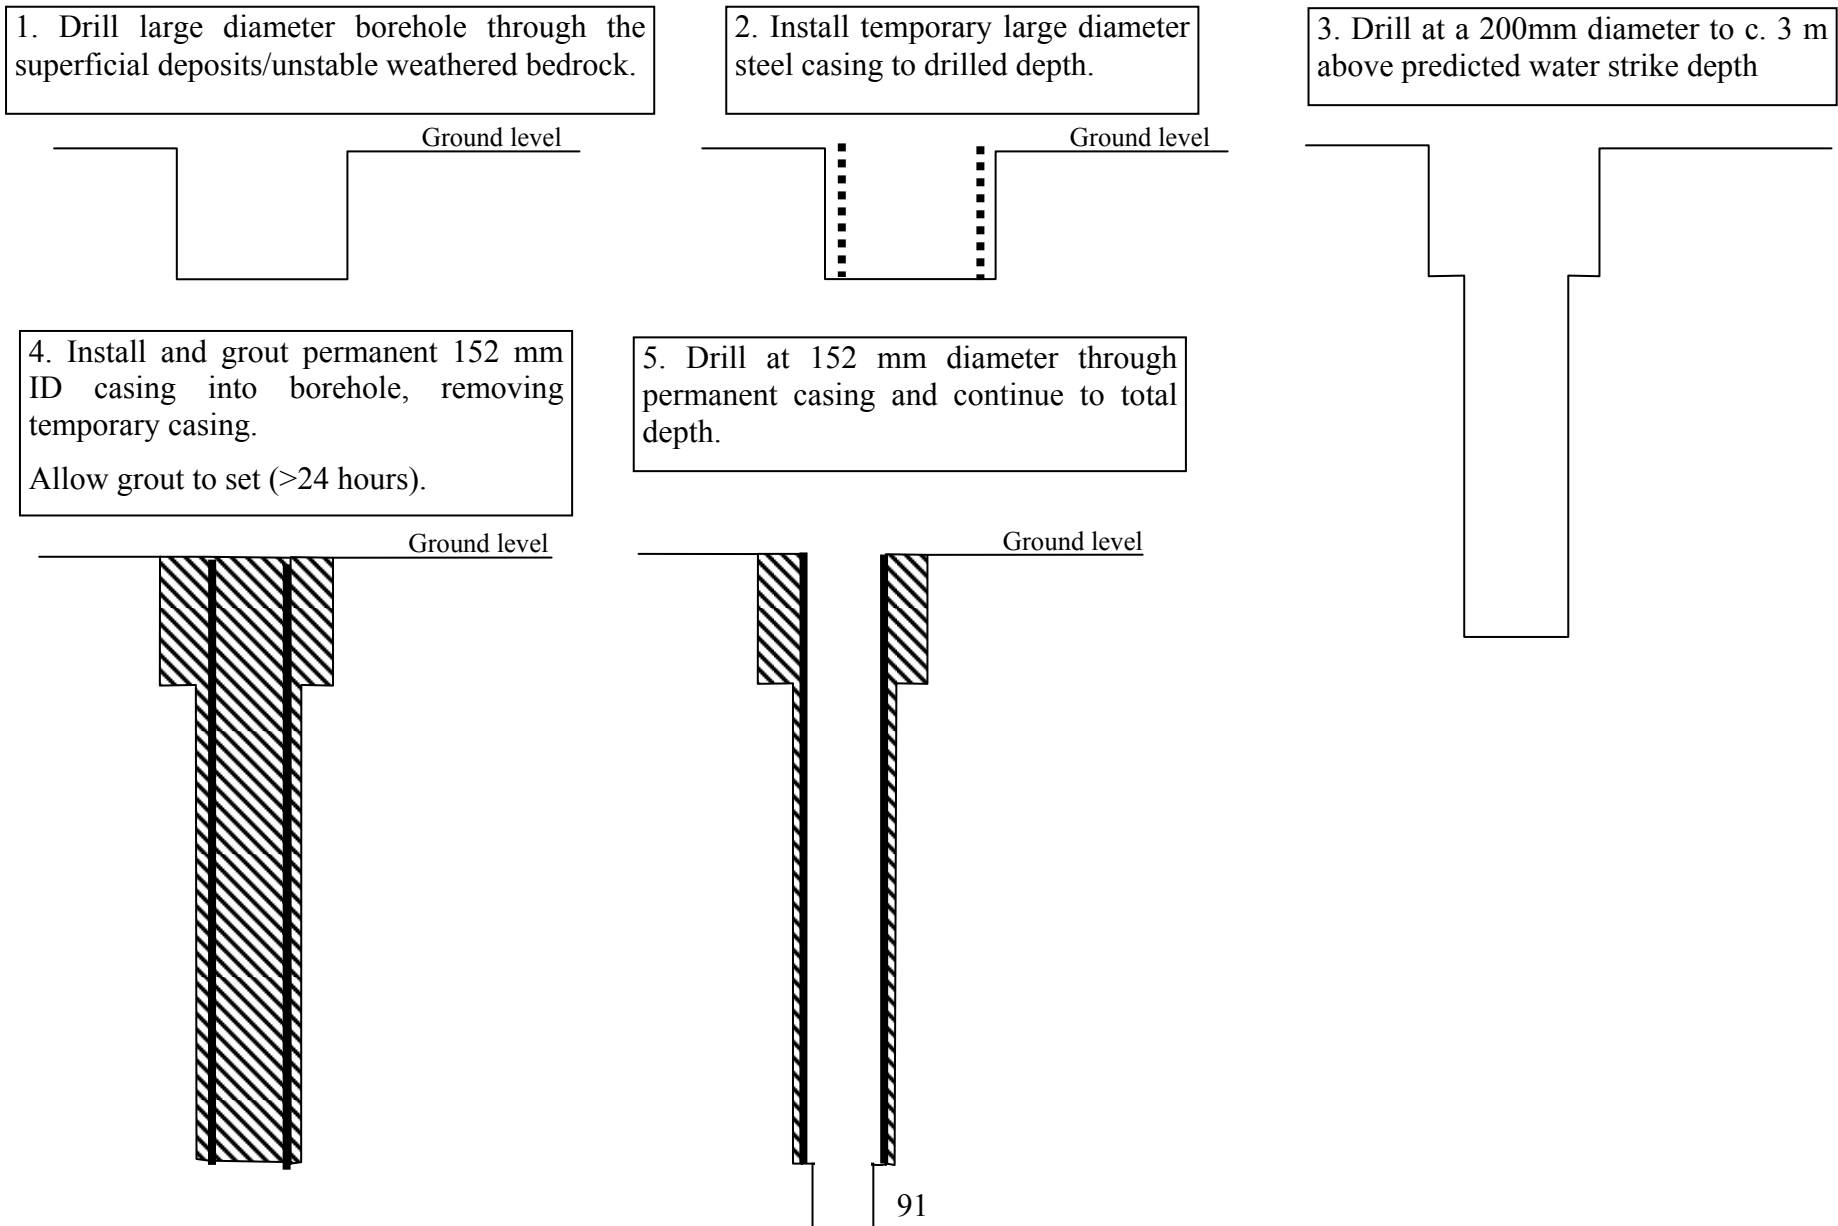 1. Drill large diameter borehole through the
superficial deposits/unstable weathered bedrock.
2. Install temporary large diameter
steel casing to drilled depth.
3. Drill at a 200mm diameter to c. 3 m
above predicted water strike depth
Ground level
Ground level
4. Install and grout permanent 152 mm
ID casing into borehole, removing
temporary casing.
Allow grout to set (>24 hours).
5. Drill at 152 mm diameter through
permanent casing and continue to total
depth.
Ground level
Ground level
91